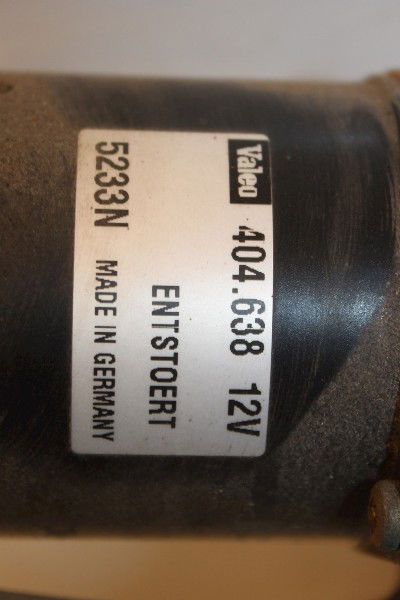 Valeo 404.638 12V
ENTSTOERT
5233N MADE IN GERMANY